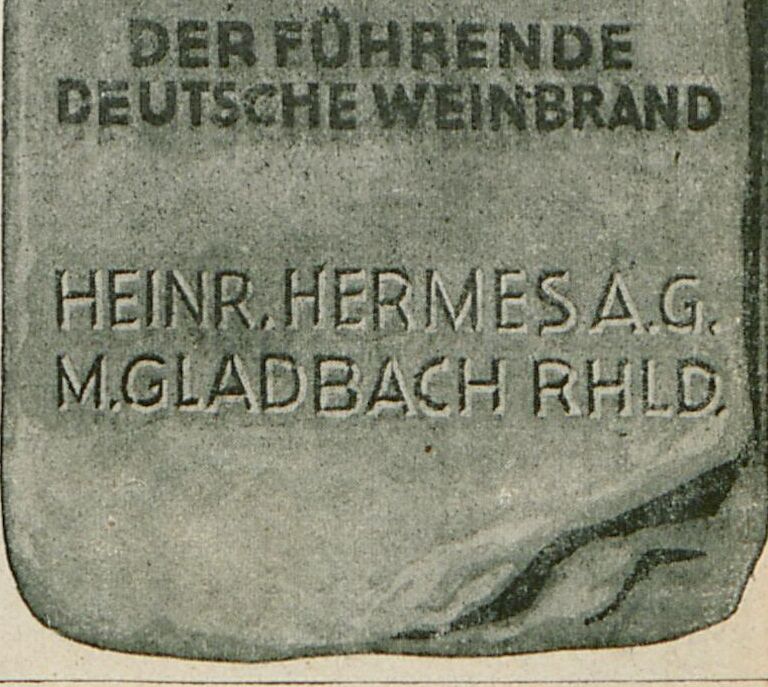 DER FÜHRENDE
DEUTSCHE WEINBRAND
HEINR. HERMES A.G.
M.GLADBACH RHLD.